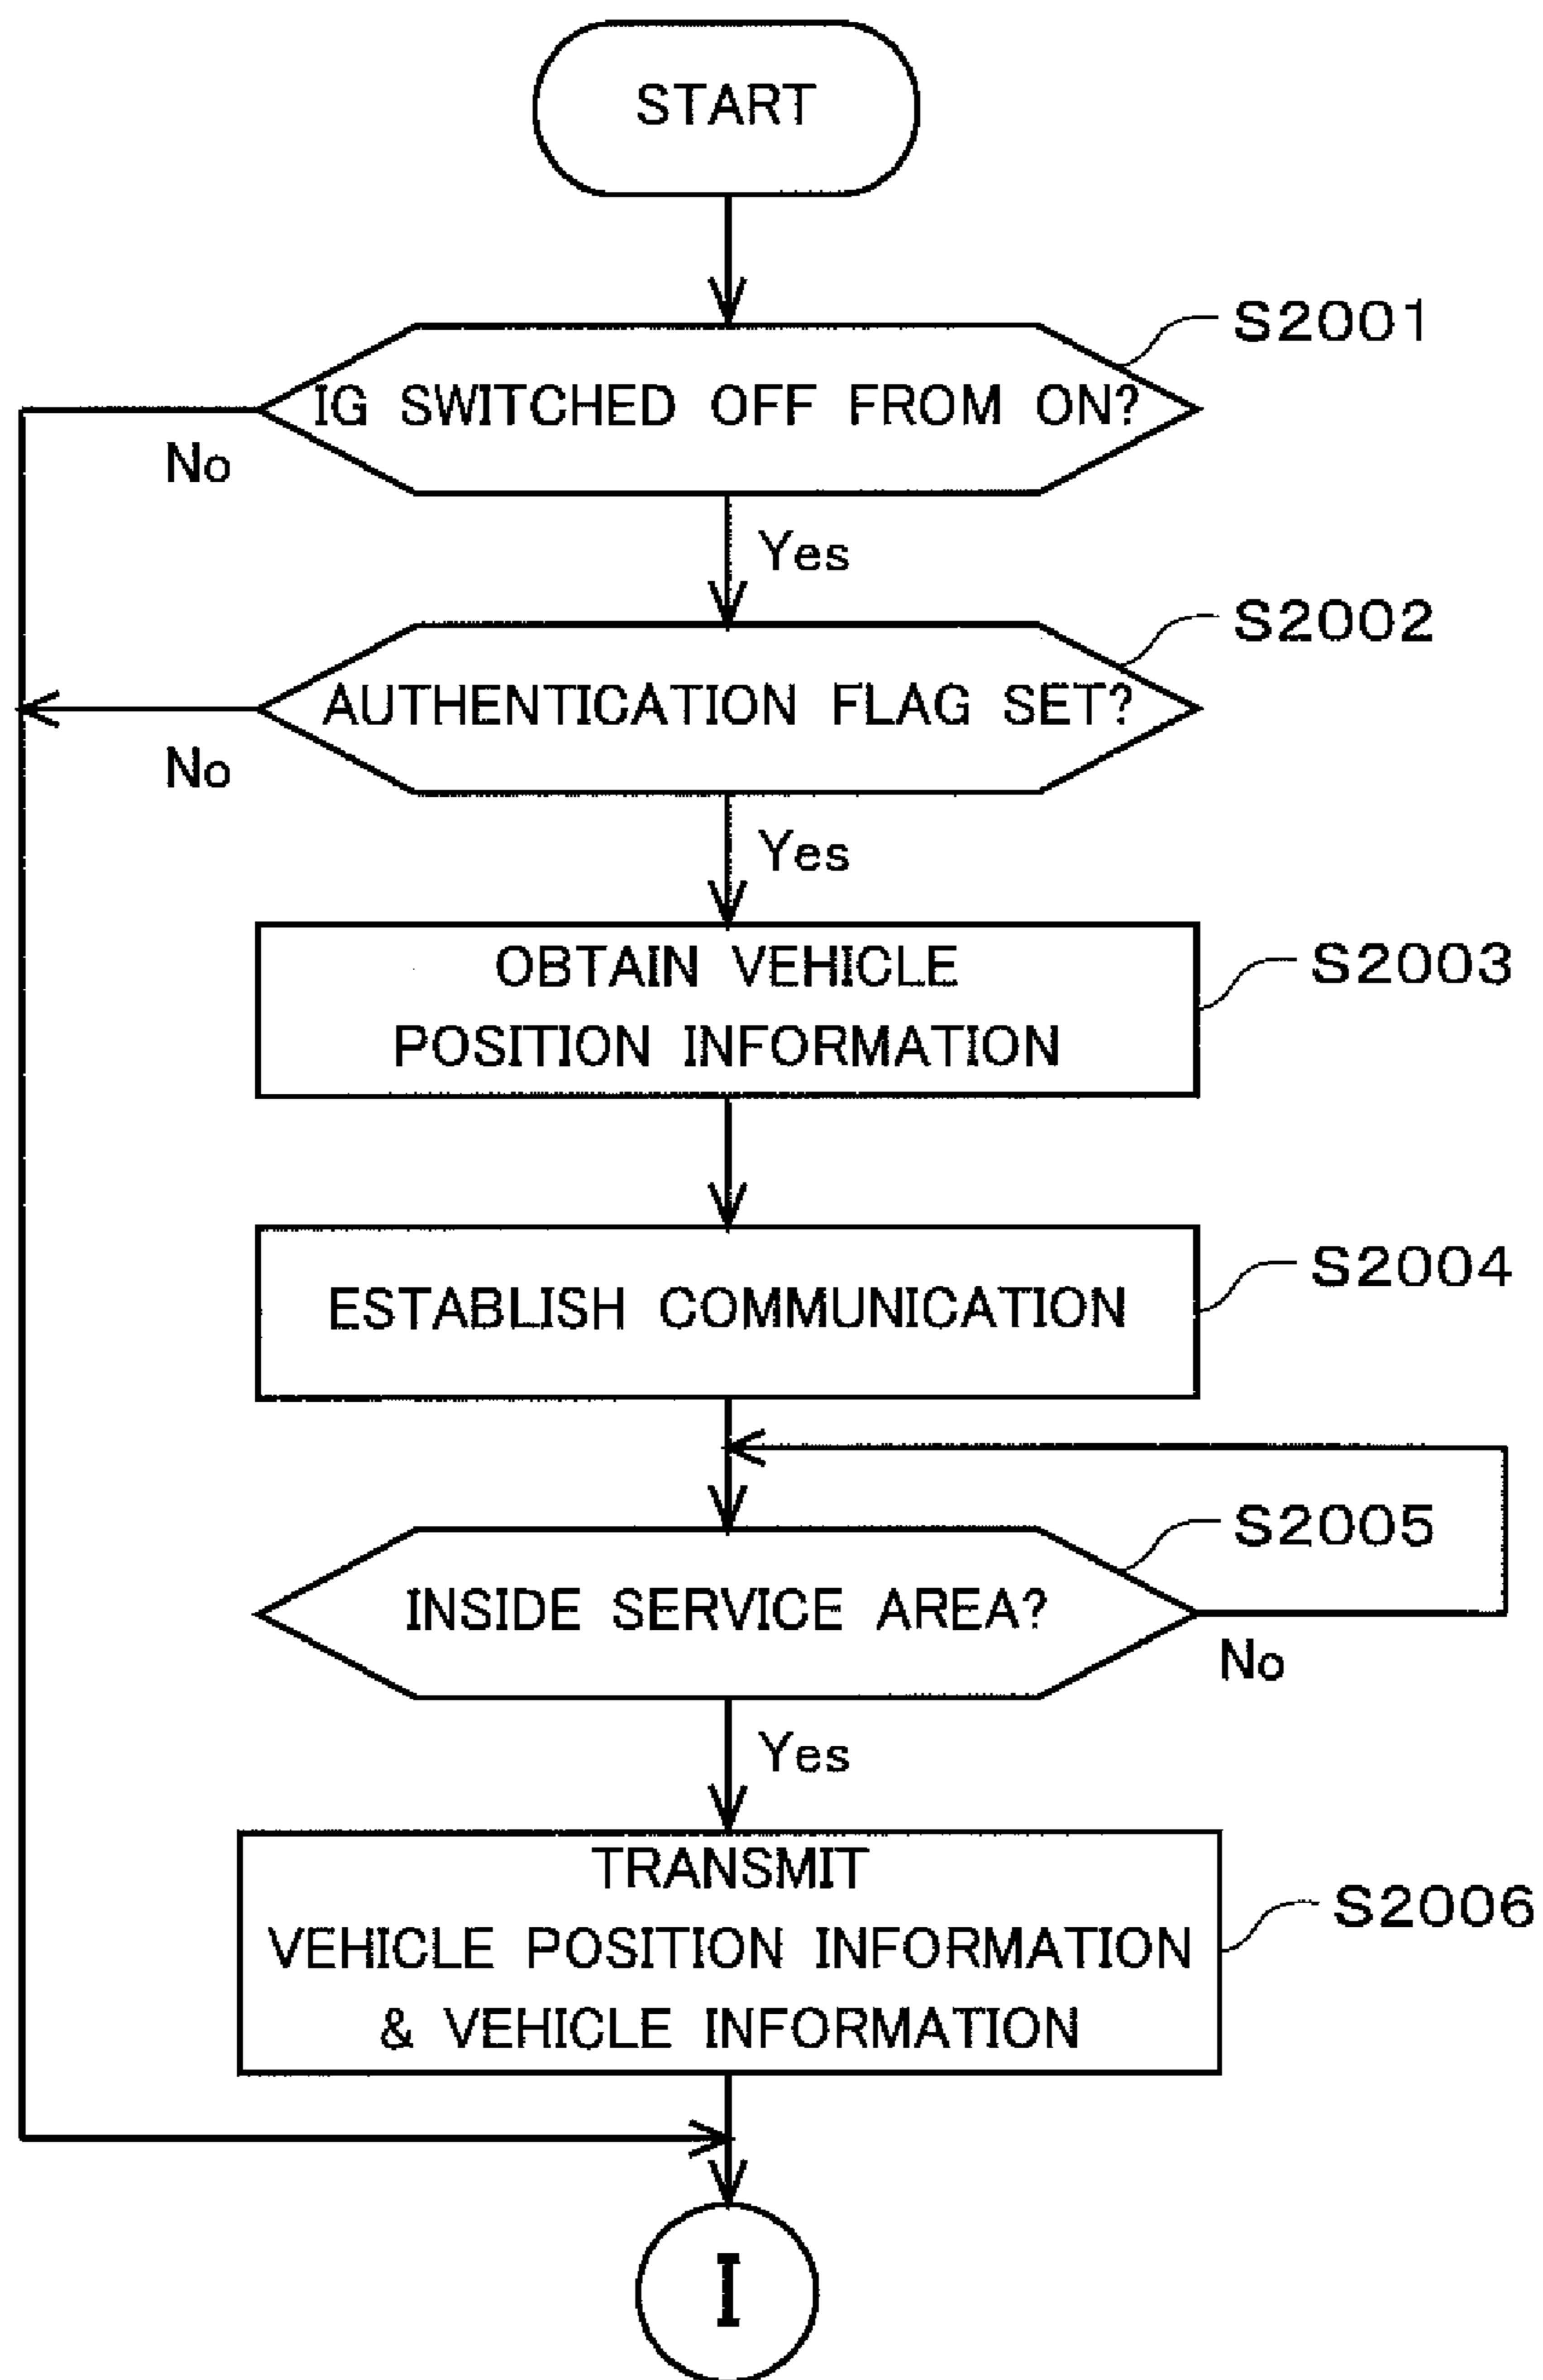 START
S2001
IG SWITCHED OFF FROM ON?
No
Yes
S2002
AUTHENTICATION FLAG SET?
No
Yes
OBTAIN VEHICLE
POSITION INFORMATION
S2003
ESTABLISH COMMUNICATION
S2004
S2005
INSIDE SERVICE AREA?
No
Yes
TRANSMIT
VEHICLE POSITION INFORMATION
& VEHICLE INFORMATION
S2006
I